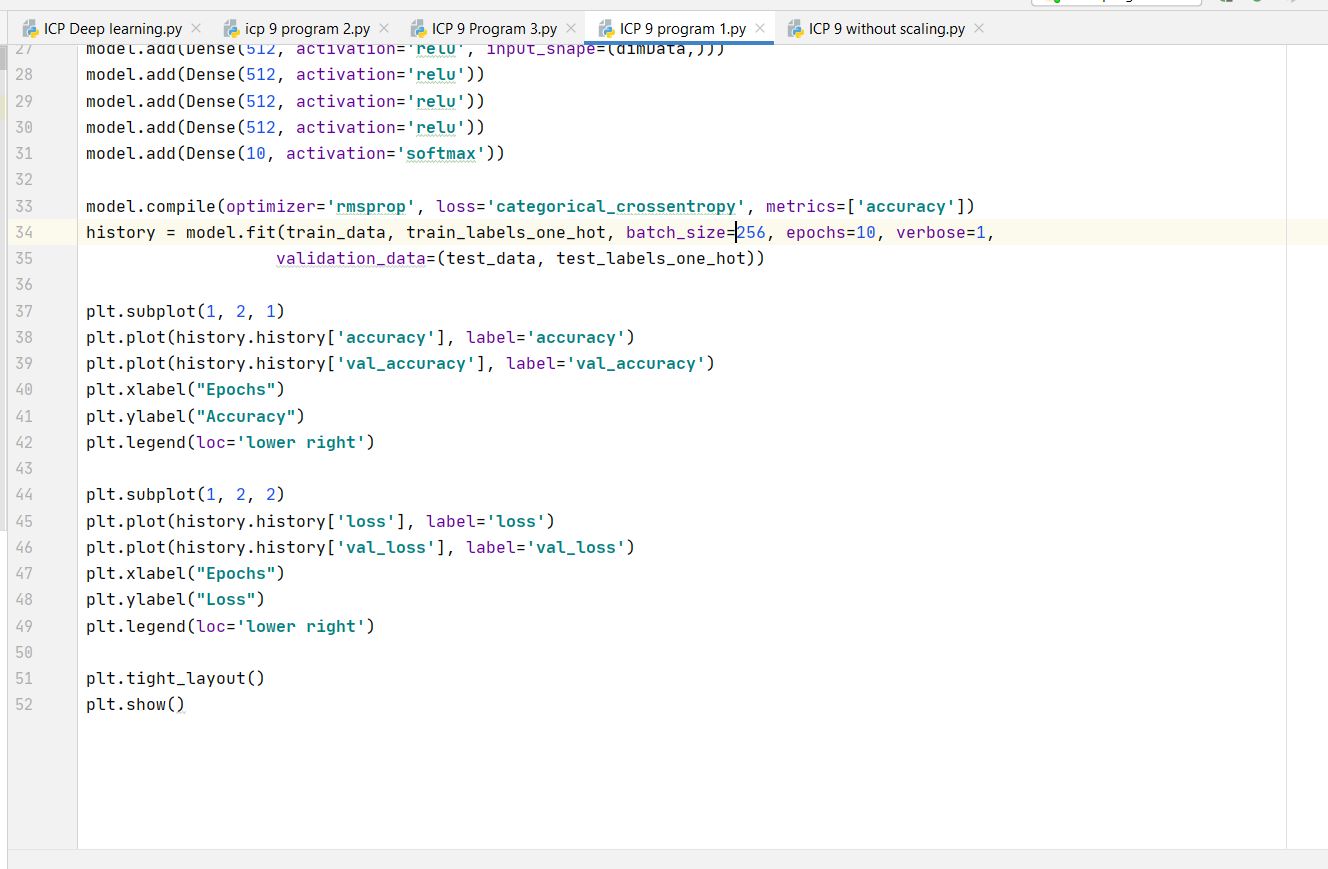 ICP Deep learning.py icp 9 program 2.py ICP 9 Program 3.py ICP 9 program 1.py ICP 9 without scaling.py
27 model.add(Dense(512, activation='relu', input_shape=(dimData,)))
28 model.add(Dense(512, activation='relu'))
29 model.add(Dense(512, activation='relu'))
30 model.add(Dense(512, activation='relu'))
31 model.add(Dense(10, activation='softmax'))
32
33 model.compile(optimizer='rmsprop', loss='categorical_crossentropy', metrics=['accuracy'])
34 history = model.fit(train_data, train_labels_one_hot, batch_size=256, epochs=10, verbose=1,
35 validation_data=(test_data, test_labels_one_hot))
36
37 plt.subplot(1, 2, 1)
38 plt.plot(history.history['accuracy'], label='accuracy')
39 plt.plot(history.history['val_accuracy'], label='val_accuracy')
40 plt.xlabel("Epochs")
41 plt.ylabel("Accuracy")
42 plt.legend(loc='lower right')
43
44 plt.subplot(1, 2, 2)
45 plt.plot(history.history['loss'], label='loss')
46 plt.plot(history.history['val_loss'], label='val_loss')
47 plt.xlabel("Epochs")
48 plt.ylabel("Loss")
49 plt.legend(loc='lower right')
50
51 plt.tight_layout()
52 plt.show()